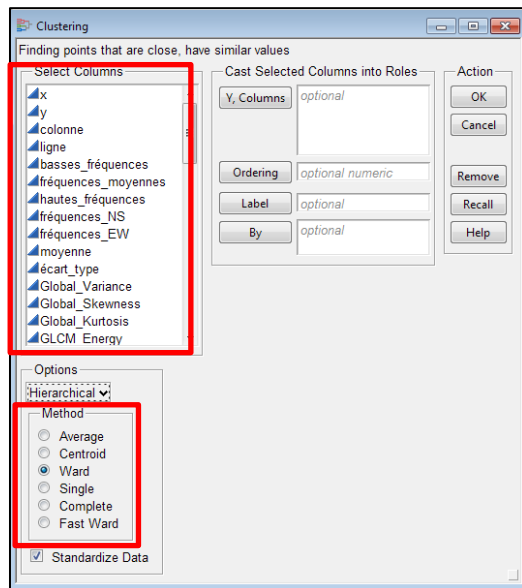 Clustering
Finding points that are close, have similar values
Select Columns
x
y
colonne
ligne
basses_fréquences
fréquences_moyennes
hautes_fréquences
fréquences_NS
fréquences_EW
moyenne
écart_type
Global_Variance
Global_Skewness
Global_Kurtosis
GLCM_Energy
Cast Selected Columns into Roles
Y, Columns optional
Ordering optional numeric
Label optional
By optional
Action
OK
Cancel
Remove
Recall
Help
Options
Hierarchical
Method
Average
Centroid
Ward
Single
Complete
Fast Ward
Standardize Data